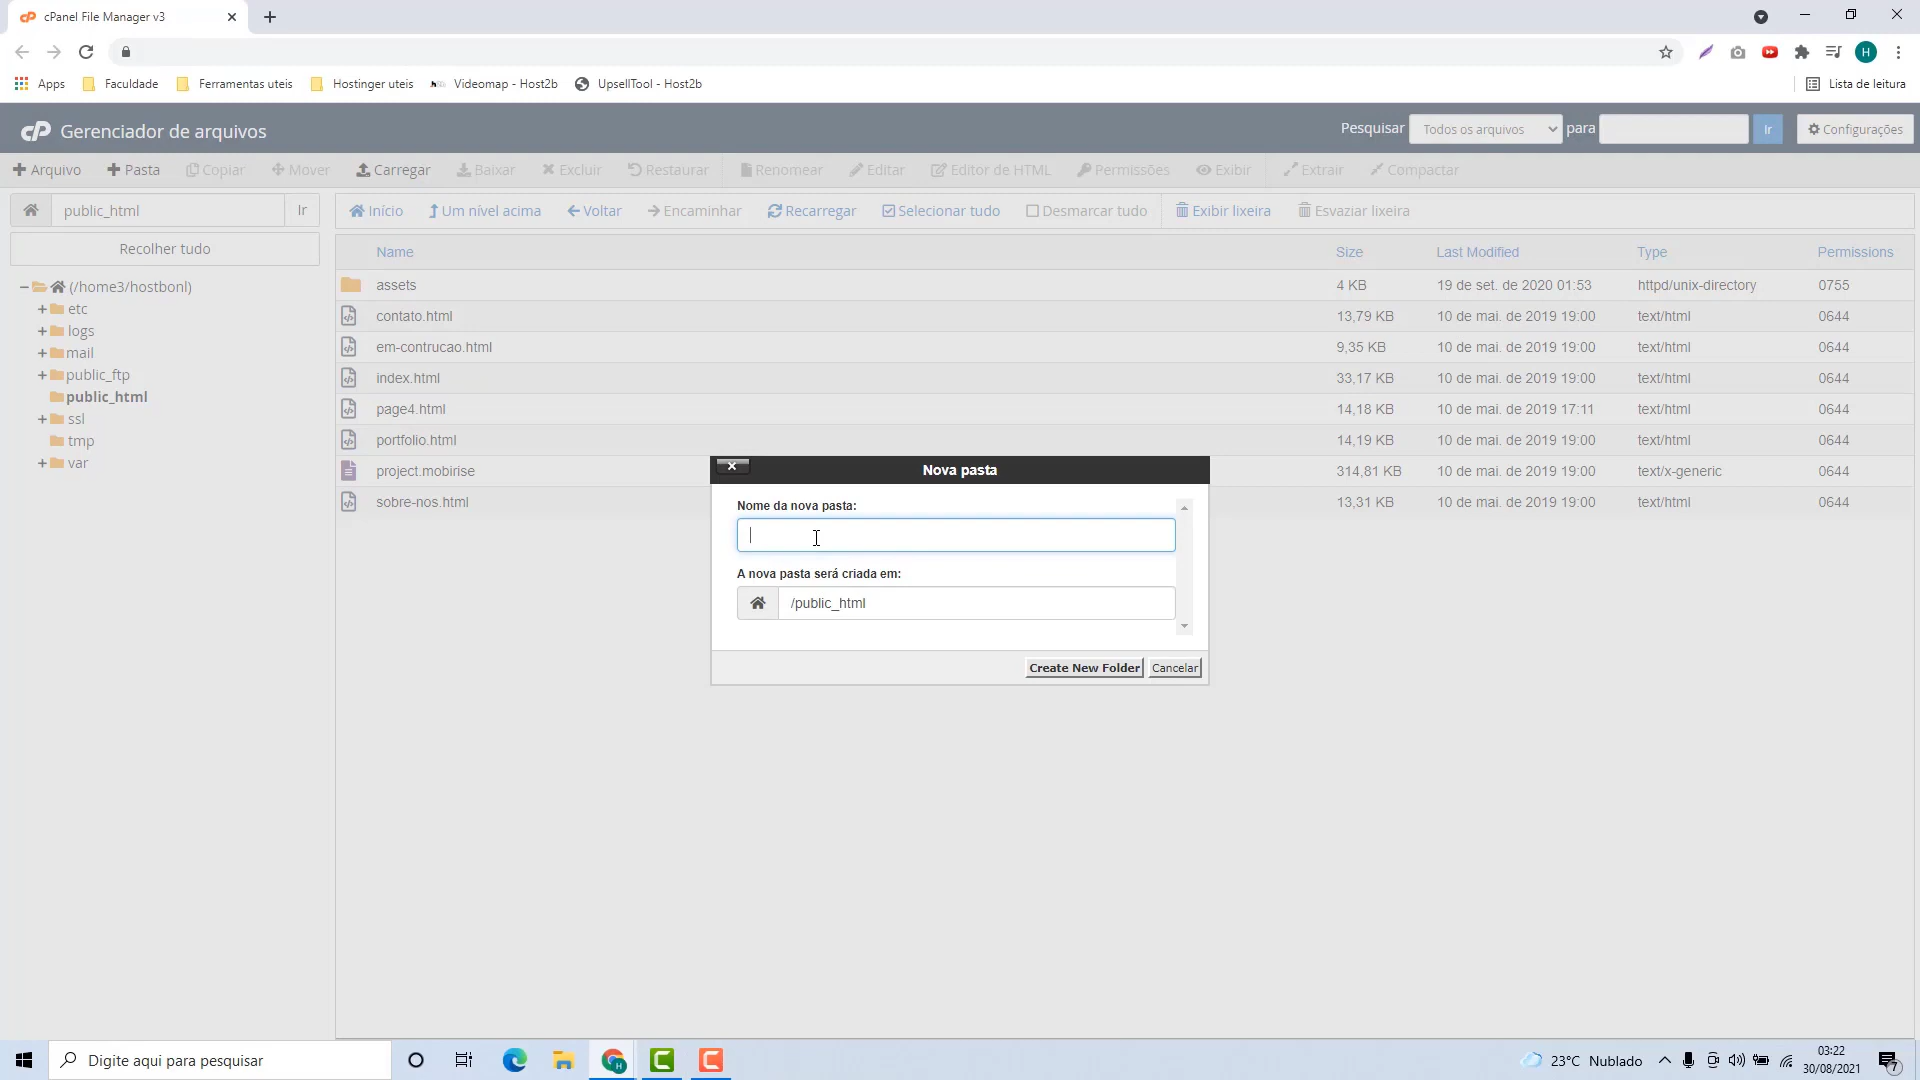 cPanel File Manager v3
Apps Faculdade Ferramentas uteis Hostinger uteis Videomap - Host2b UpsellTool - Host2b Lista de leitura
cP Gerenciador de arquivos Pesquisar Todos os arquivos para Ir Configurações
Arquivo Pasta Copiar Mover Carregar Baixar Excluir Restaurar Renomear Editar Editor de HTML Permissões Exibir Extrair Compactar
public_html Ir Início Um nível acima Voltar Encaminhar Recarregar Selecionar tudo Desmarcar tudo Exibir lixeira Esvaziar lixeira
Recolher tudo
(/home3/hostbonl)
etc
logs
mail
public_ftp
public_html
ssl
tmp
var
Name Size Last Modified Type Permissions
assets 4 KB 19 de set. de 2020 01:53 httpd/unix-directory 0755
contato.html 13,79 KB 10 de mai. de 2019 19:00 text/html 0644
em-contrucao.html 9,35 KB 10 de mai. de 2019 19:00 text/html 0644
index.html 33,17 KB 10 de mai. de 2019 19:00 text/html 0644
page4.html 14,18 KB 10 de mai. de 2019 17:11 text/html 0644
portfolio.html 14,19 KB 10 de mai. de 2019 19:00 text/html 0644
project.mobirise 314,81 KB 10 de mai. de 2019 19:00 text/x-generic 0644
sobre-nos.html 13,31 KB 10 de mai. de 2019 19:00 text/html 0644
Nova pasta
Nome da nova pasta:
A nova pasta será criada em:
/public_html
Create New Folder Cancelar
Digite aqui para pesquisar 23°C Nublado 03:22
30/08/2021
7
H
H